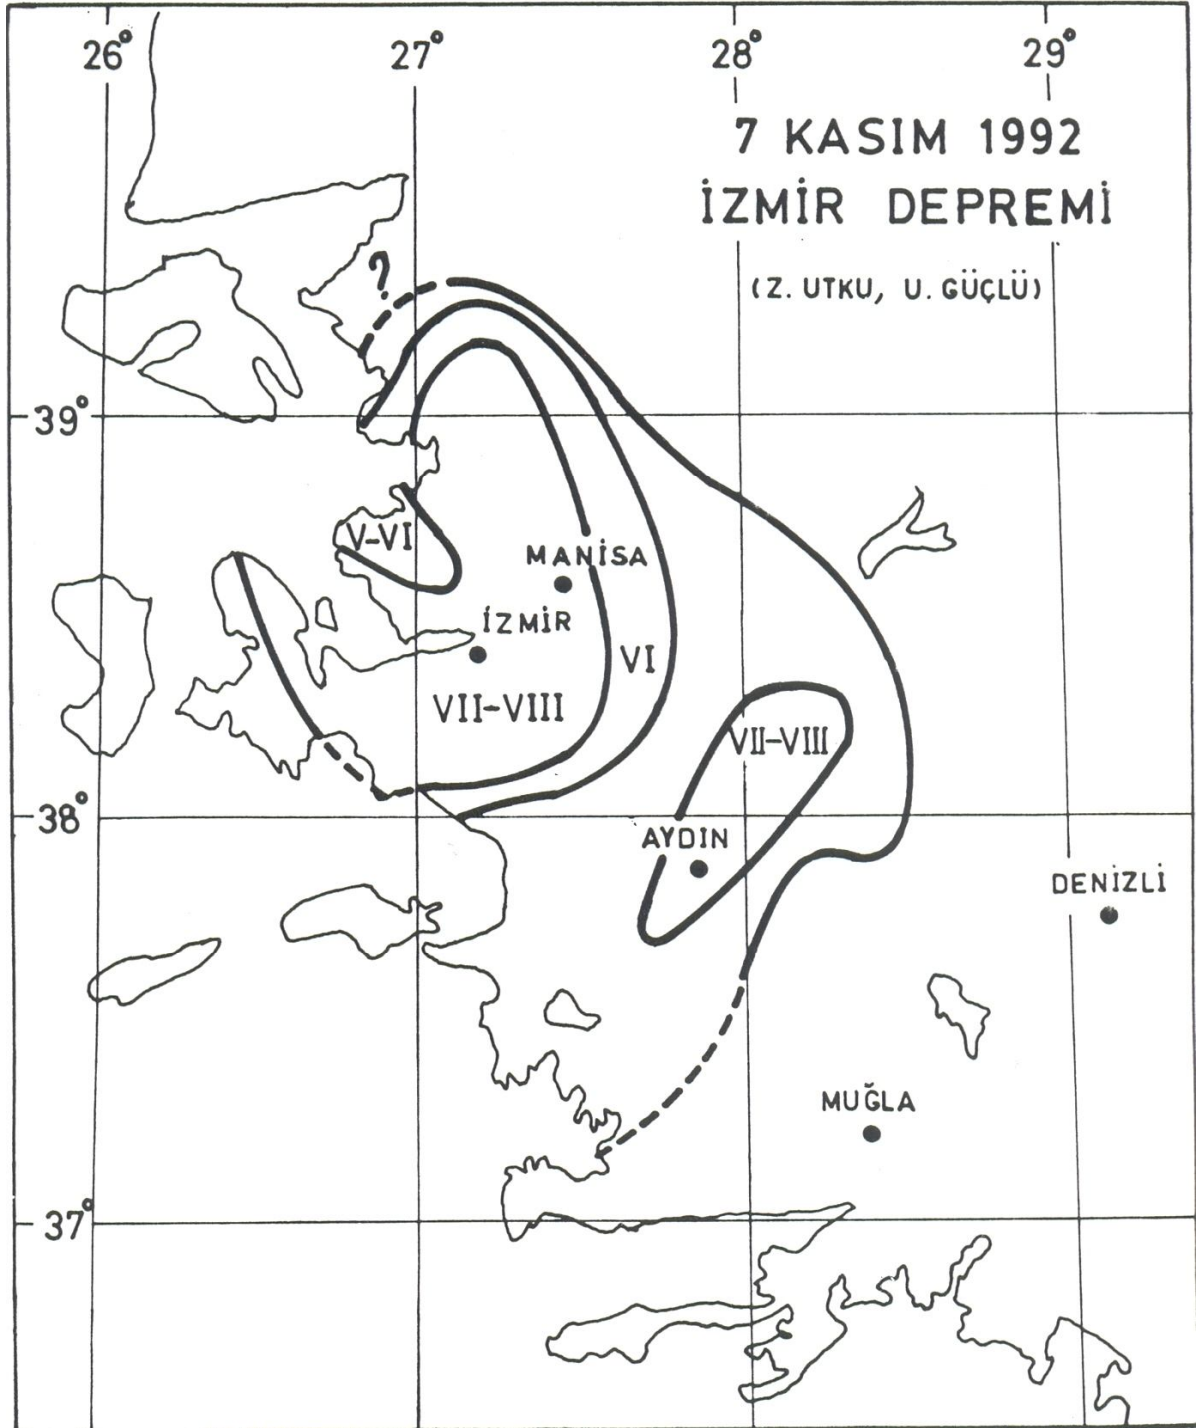 26° 27° 28° 29°
7 KASIM 1992
İZMİR DEPREMİ
(Z. UTKU, U. GÜÇLÜ)
?
39°
V-VI
MANİSA
İZMİR
VI
VII-VIII
VII-VIII
38°
AYDIN
DENİZLİ
MUĞLA
37°